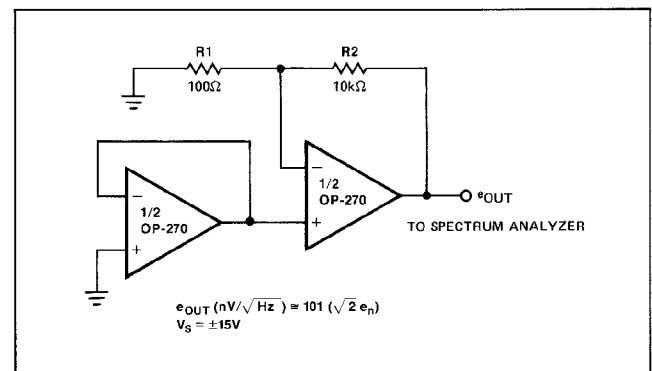 R1
100Ω
R2
10kΩ
−
1/2
OP-270
+
−
1/2
OP-270
+
eOUT
TO SPECTRUM ANALYZER
eOUT (nV/√Hz) ≅ 101 (√2 en)
VS = ±15V